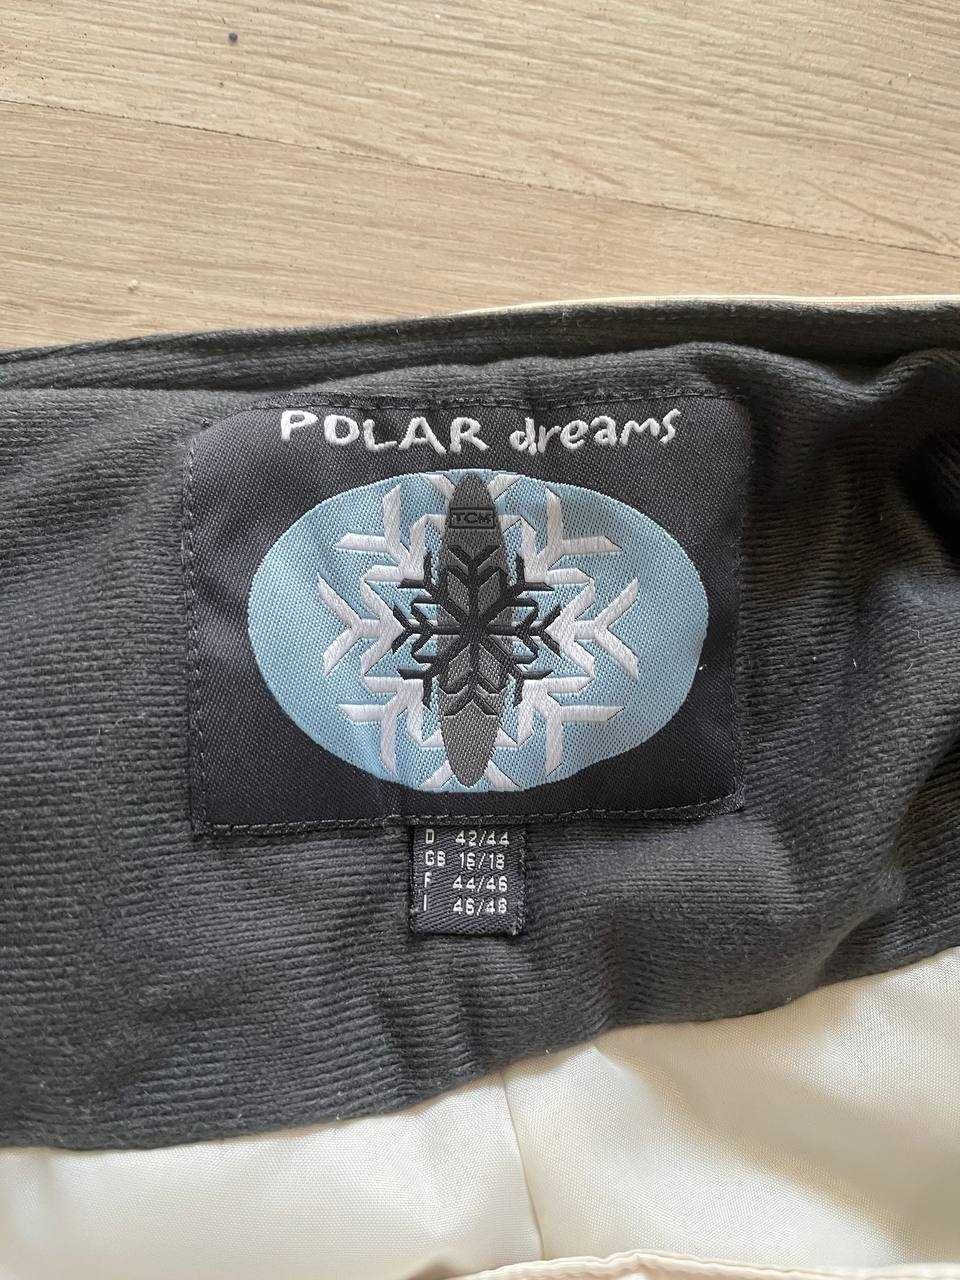 POLAR dreams
TCM
D 42/44
GB 16/18
F 44/46
I 46/48